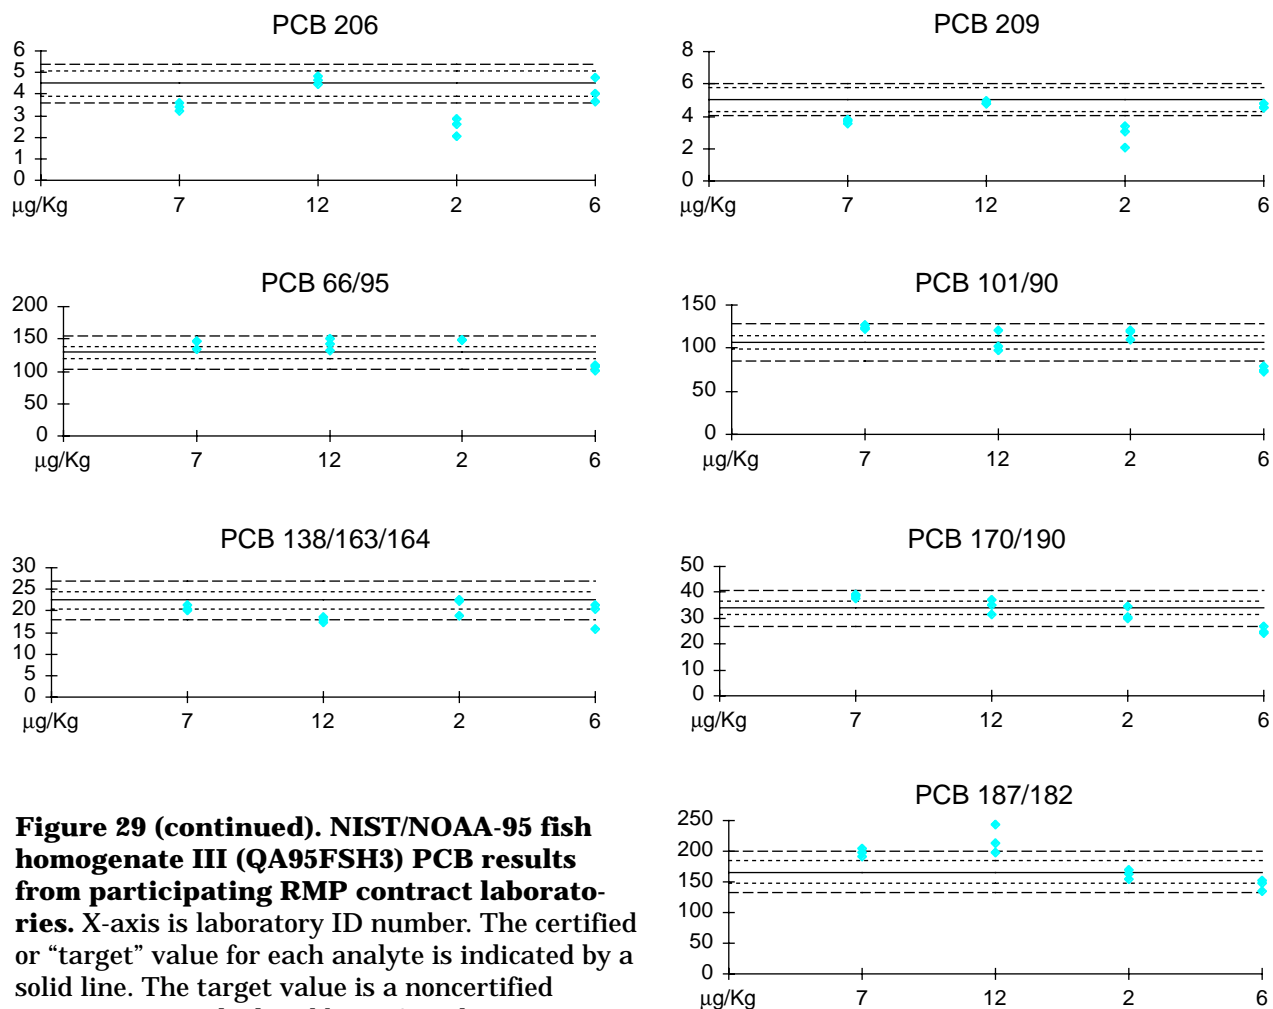 PCB 206
6
5
4
3
2
1
0
µg/Kg 7 12 2 6
PCB 209
8
6
4
2
0
µg/Kg 7 12 2 6
PCB 66/95
200
150
100
50
0
µg/Kg 7 12 2 6
PCB 101/90
150
100
50
0
µg/Kg 7 12 2 6
PCB 138/163/164
30
25
20
15
10
5
0
µg/Kg 7 12 2 6
PCB 170/190
50
40
30
20
10
0
µg/Kg 7 12 2 6
PCB 187/182
250
200
150
100
50
0
µg/Kg 7 12 2 6
Figure 29 (continued). NIST/NOAA-95 fish
homogenate III (QA95FSH3) PCB results
from participating RMP contract laborato-
ries. X-axis is laboratory ID number. The certified
or “target” value for each analyte is indicated by a
solid line. The target value is a noncertified